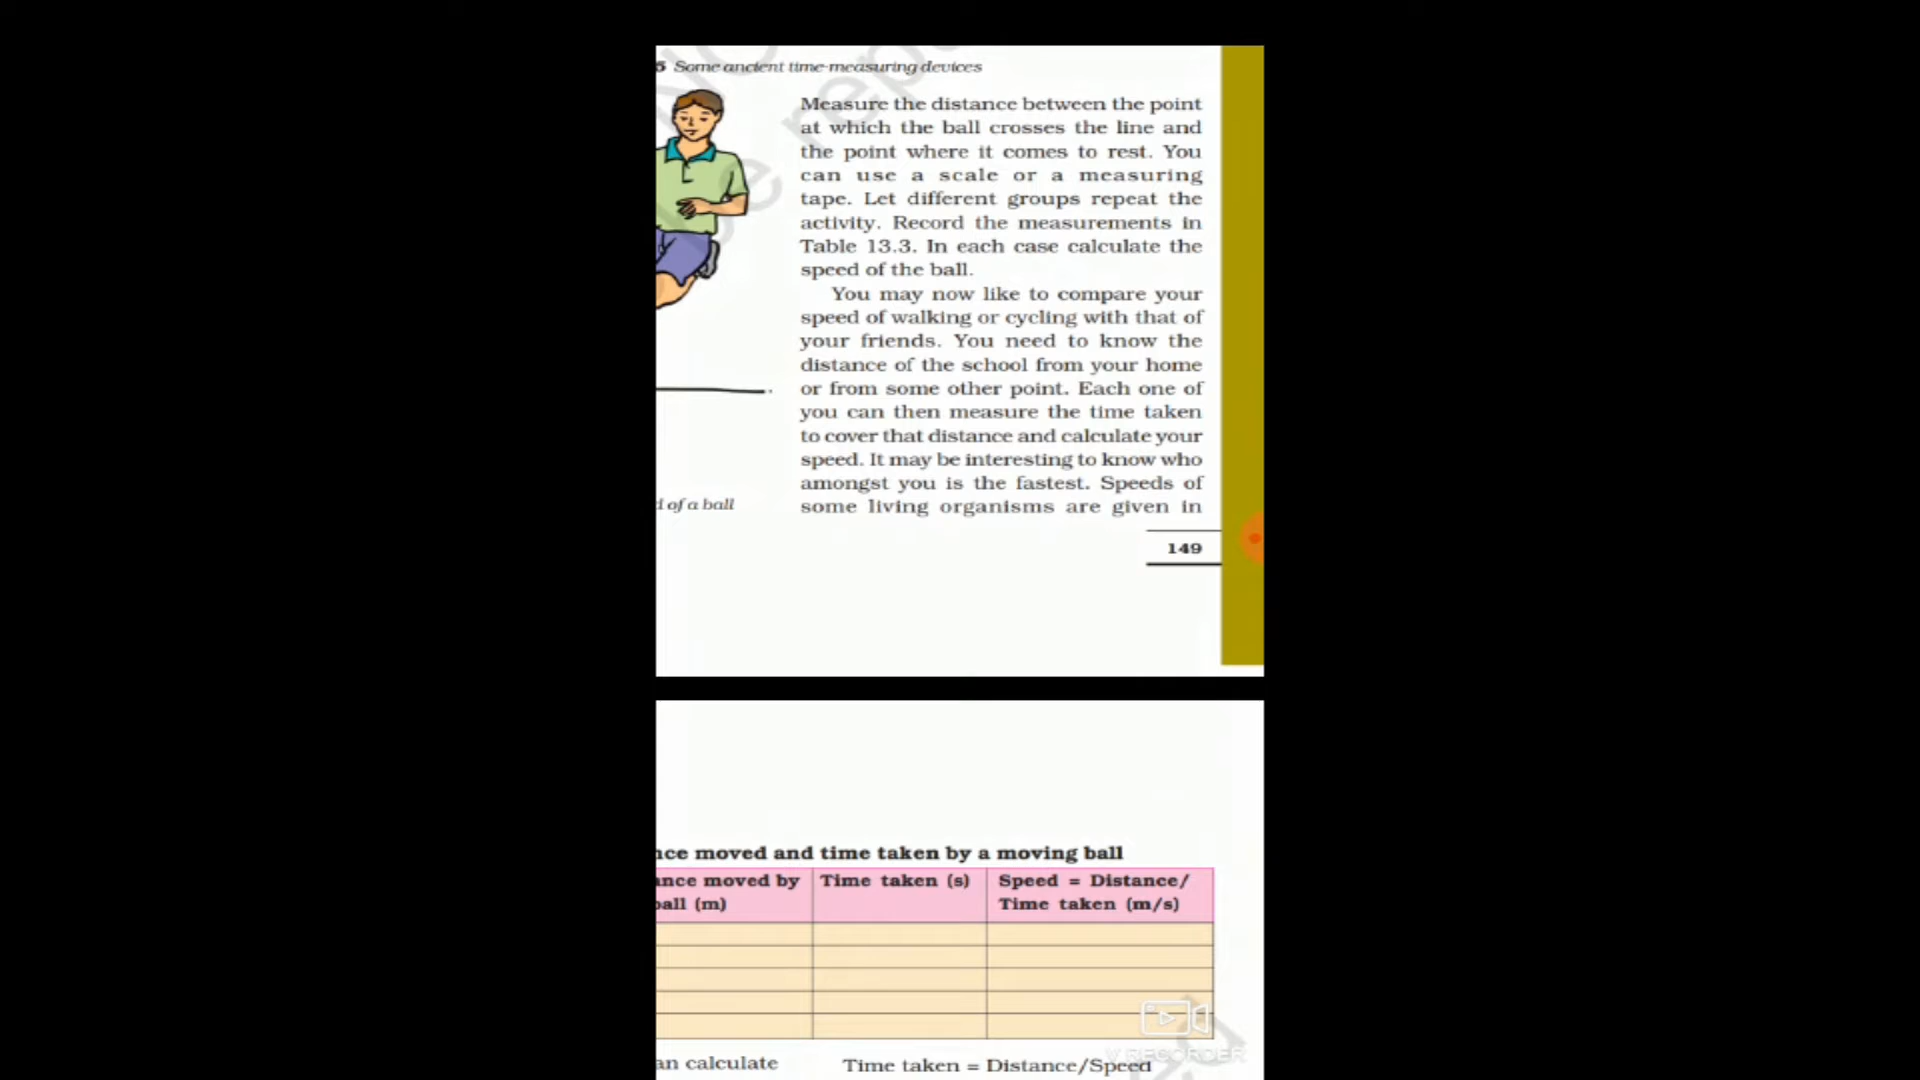 5 Some ancient time-measuring devices
Measure the distance between the point
at which the ball crosses the line and
the point where it comes to rest. You
can use a scale or a measuring
tape. Let different groups repeat the
activity. Record the measurements in
Table 13.3. In each case calculate the
speed of the ball.
You may now like to compare your
speed of walking or cycling with that of
your friends. You need to know the
distance of the school from your home
or from some other point. Each one of
you can then measure the time taken
to cover that distance and calculate your
speed. It may be interesting to know who
amongst you is the fastest. Speeds of
some living organisms are given in
of a ball
149
moved and time taken by a moving ball
moved by
(m)
Time taken (s)
Speed = Distance/
Time taken (m/s)
calculate
Time taken = Distance/Speed
V RECORDER